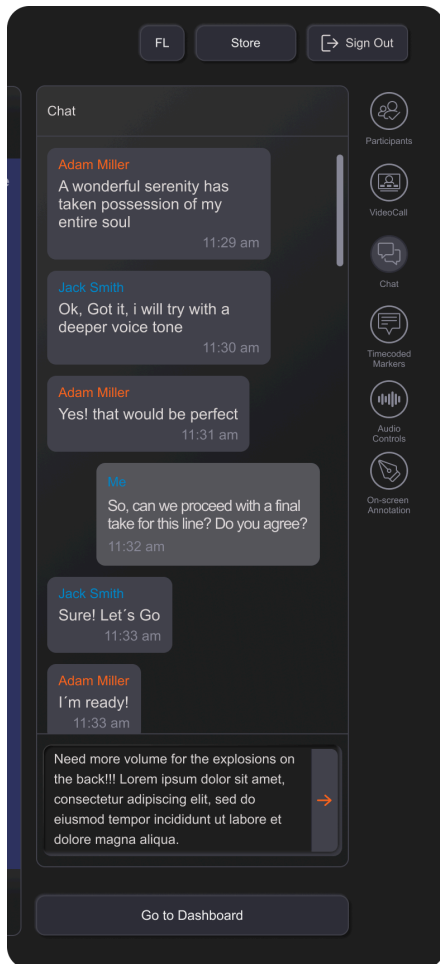 FL
Store
Sign Out
Chat
Adam Miller
A wonderful serenity has
taken possession of my
entire soul
11:29 am
Jack Smith
Ok, Got it, i will try with a
deeper voice tone
11:30 am
Adam Miller
Yes! that would be perfect
11:31 am
Me
So, can we proceed with a final
take for this line? Do you agree?
11:32 am
Jack Smith
Sure! Let´s Go
11:33 am
Adam Miller
I´m ready!
11:33 am
Need more volume for the explosions on
the back!!! Lorem ipsum dolor sit amet,
consectetur adipiscing elit, sed do
eiusmod tempor incididunt ut labore et
dolore magna aliqua.
Go to Dashboard
Participants
VideoCall
Chat
Timecoded
Markers
Audio
Controls
On-screen
Annotation